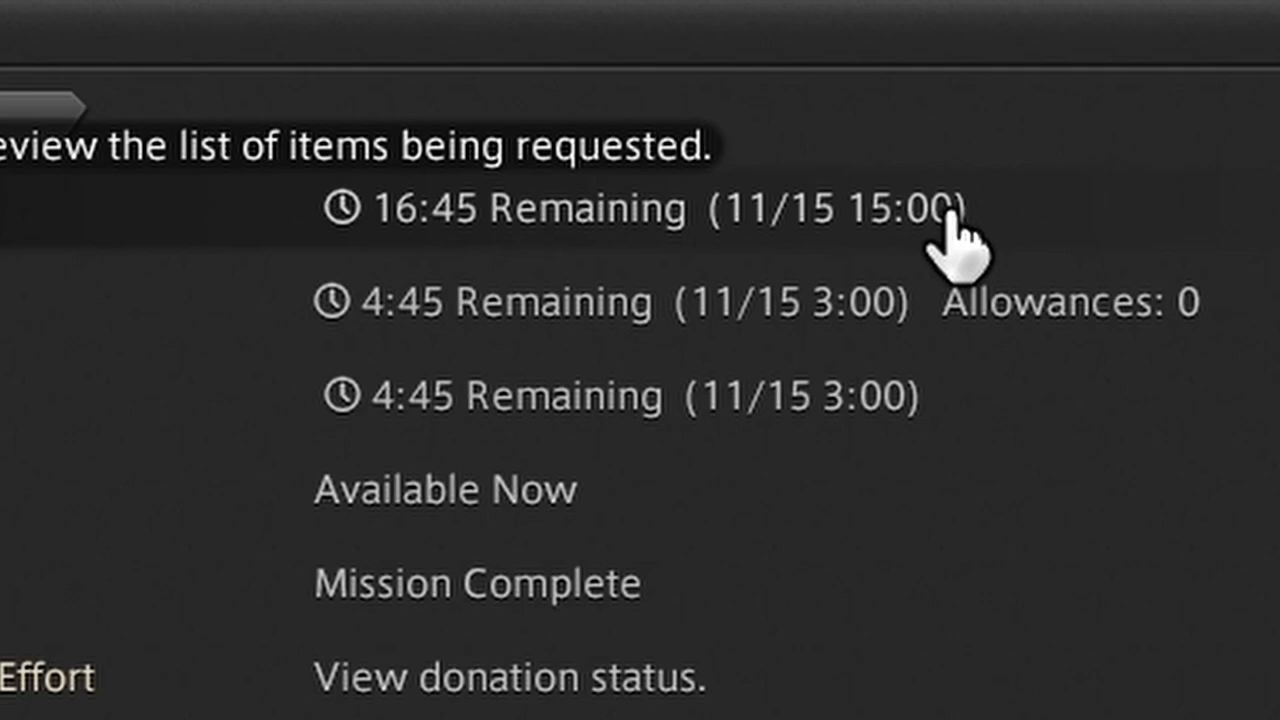 eview the list of items being requested.
16:45 Remaining (11/15 15:00)
4:45 Remaining (11/15 3:00) Allowances: 0
4:45 Remaining (11/15 3:00)
Available Now
Mission Complete
Effort View donation status.